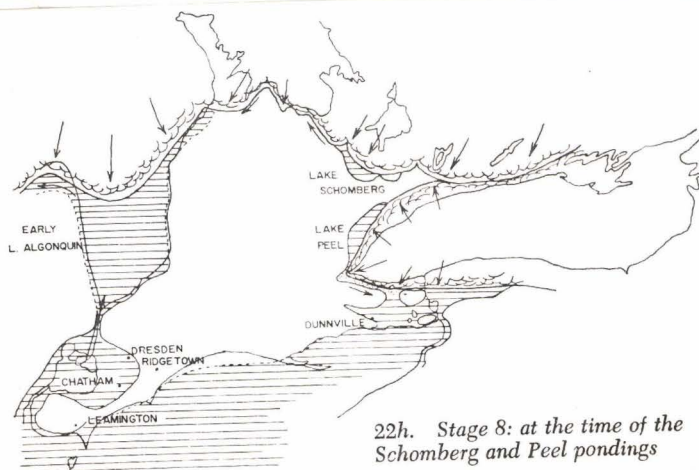 LAKE
SCHOMBERG
EARLY
L. ALGONQUIN
LAKE
PEEL
DUNNVILLE
DRESDEN
RIDGETOWN
CHATHAM
LEAMINGTON
22h. Stage 8: at the time of the
Schomberg and Peel pondings